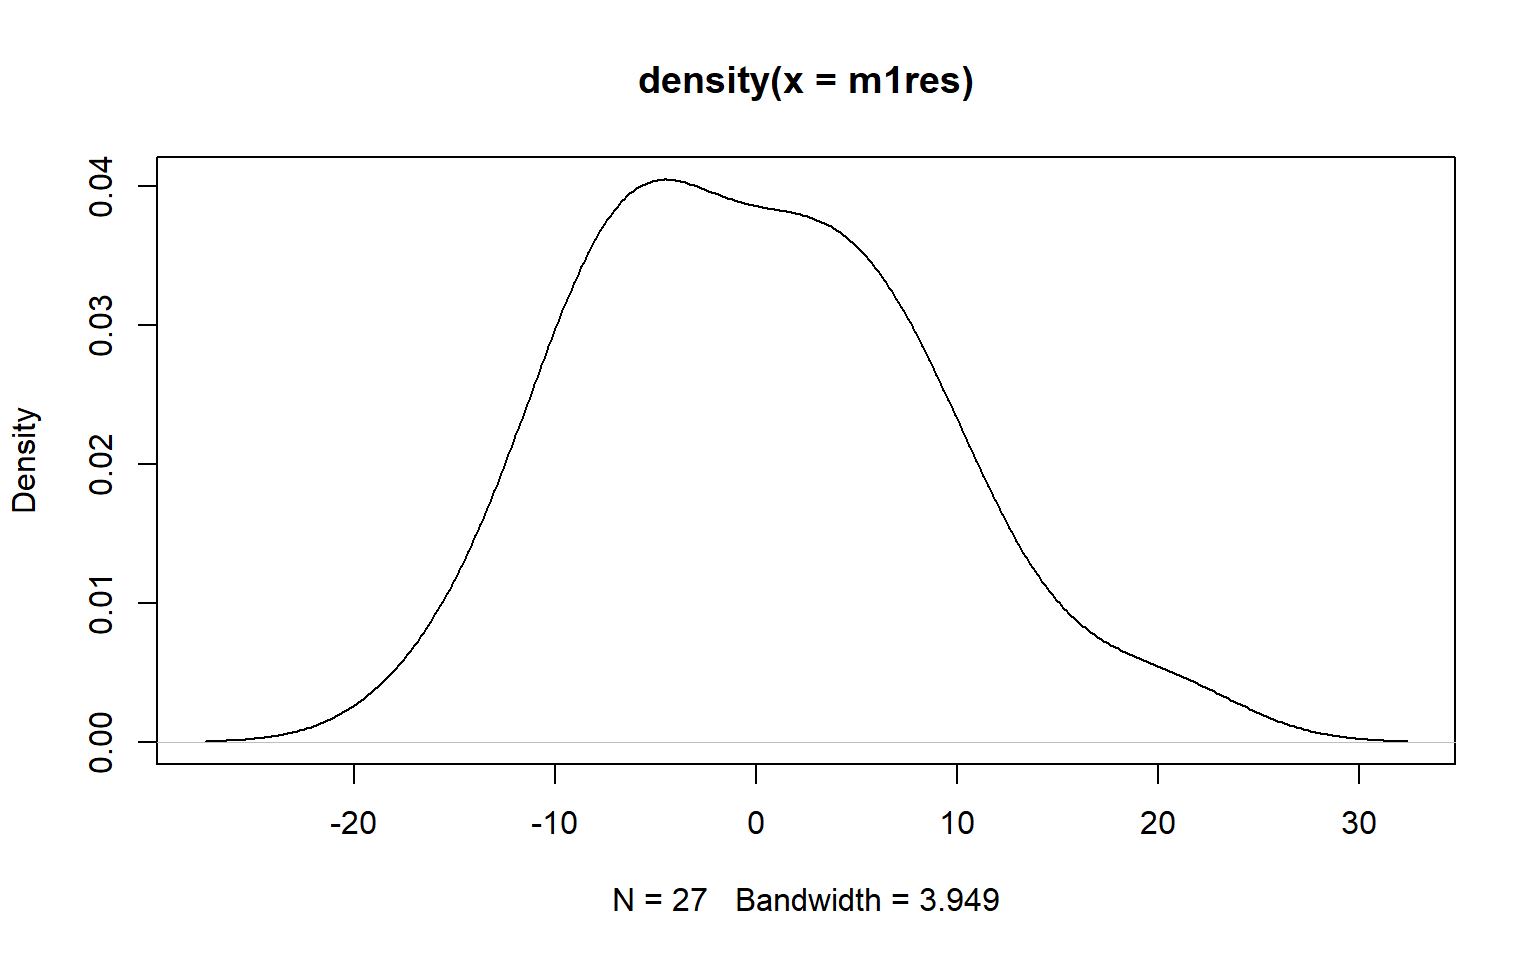 density(x = m1res)
0.04
0.03
0.02
0.01
0.00
Density
-20 -10 0 10 20 30
N = 27 Bandwidth = 3.949